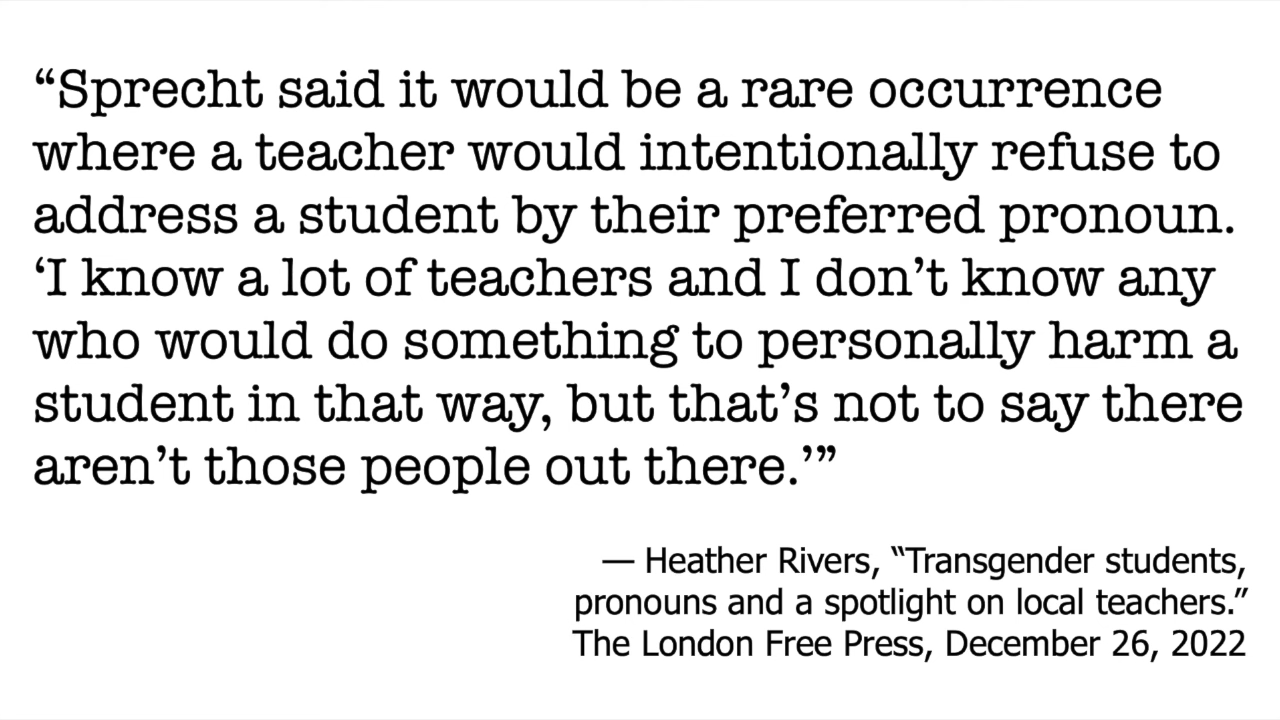 “Sprecht said it would be a rare occurrence
where a teacher would intentionally refuse to
address a student by their preferred pronoun.
‘I know a lot of teachers and I don’t know any
who would do something to personally harm a
student in that way, but that’s not to say there
aren’t those people out there.’”
— Heather Rivers, “Transgender students,
pronouns and a spotlight on local teachers.”
The London Free Press, December 26, 2022